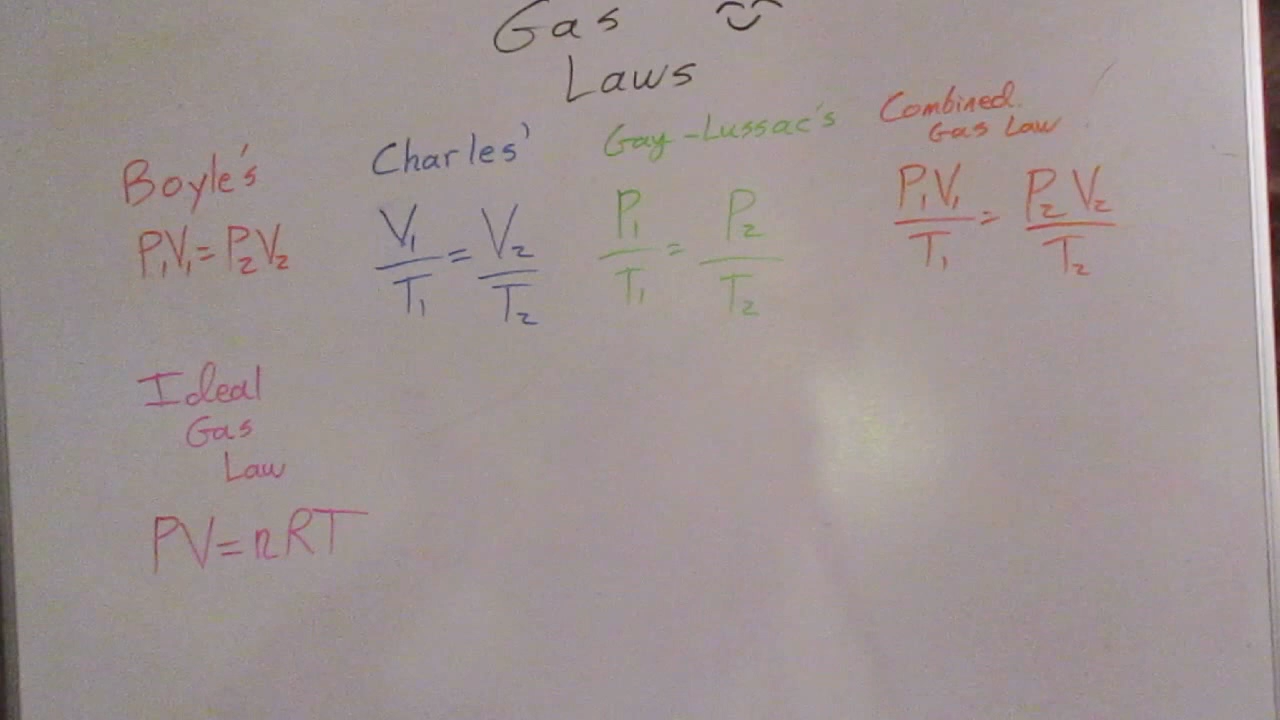 Gas
Laws
Boyle's
P₁V₁=P₂V₂
Charles'
V₁/T₁ = V₂/T₂
Gay-Lussac's
P₁/T₁ = P₂/T₂
Combined
Gas Law
P₁V₁/T₁ = P₂V₂/T₂
Ideal
Gas
Law
PV=nRT